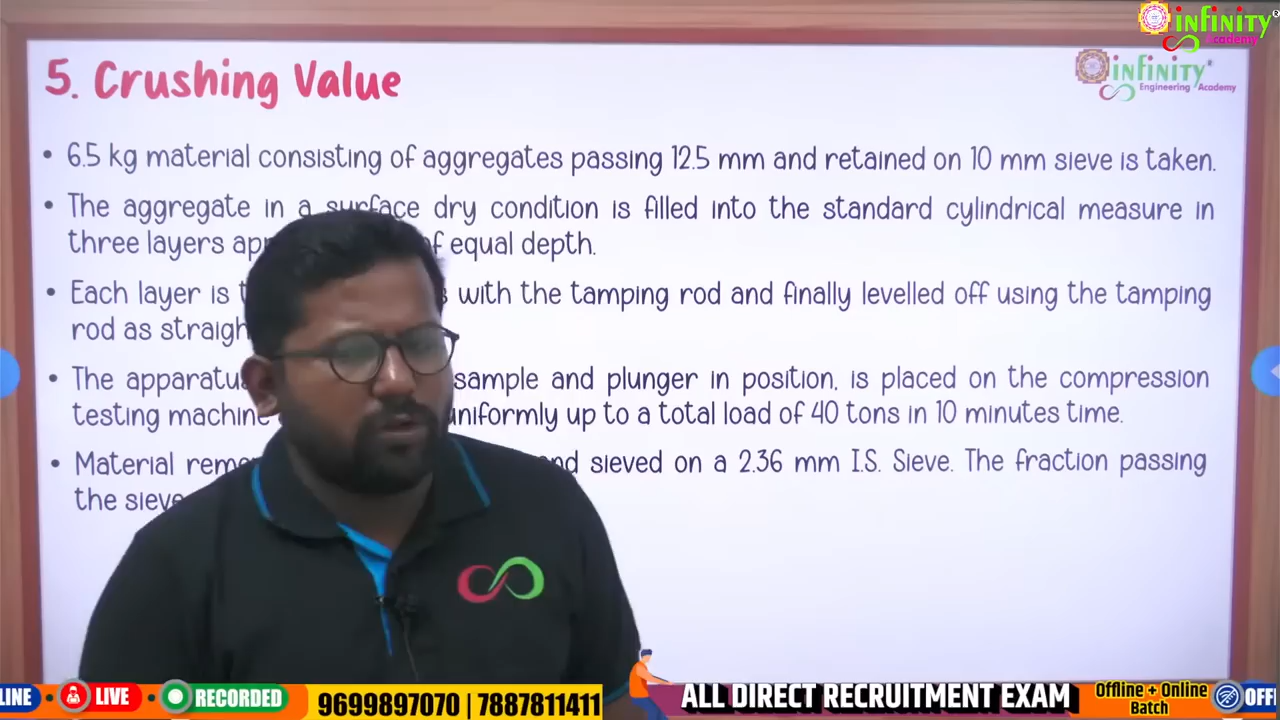 infinity
Academy
infinity
Engineering Academy
5. Crushing Value
• 6.5 kg material consisting of aggregates passing 12.5 mm and retained on 10 mm sieve is taken.
• The aggregate in a surface dry condition is filled into the standard cylindrical measure in
three layers of equal depth.
• Each layer is with the tamping rod and finally levelled off using the tamping
rod as
• The sample and plunger in position, is placed on the compression
testing machine uniformly up to a total load of 40 tons in 10 minutes time.
• Material and sieved on a 2.36 mm I.S. Sieve. The fraction passing
the sieve
LIVE
RECORDED
9699897070 | 7887811411
ALL DIRECT RECRUITMENT EXAM
Offline + Online
Batch